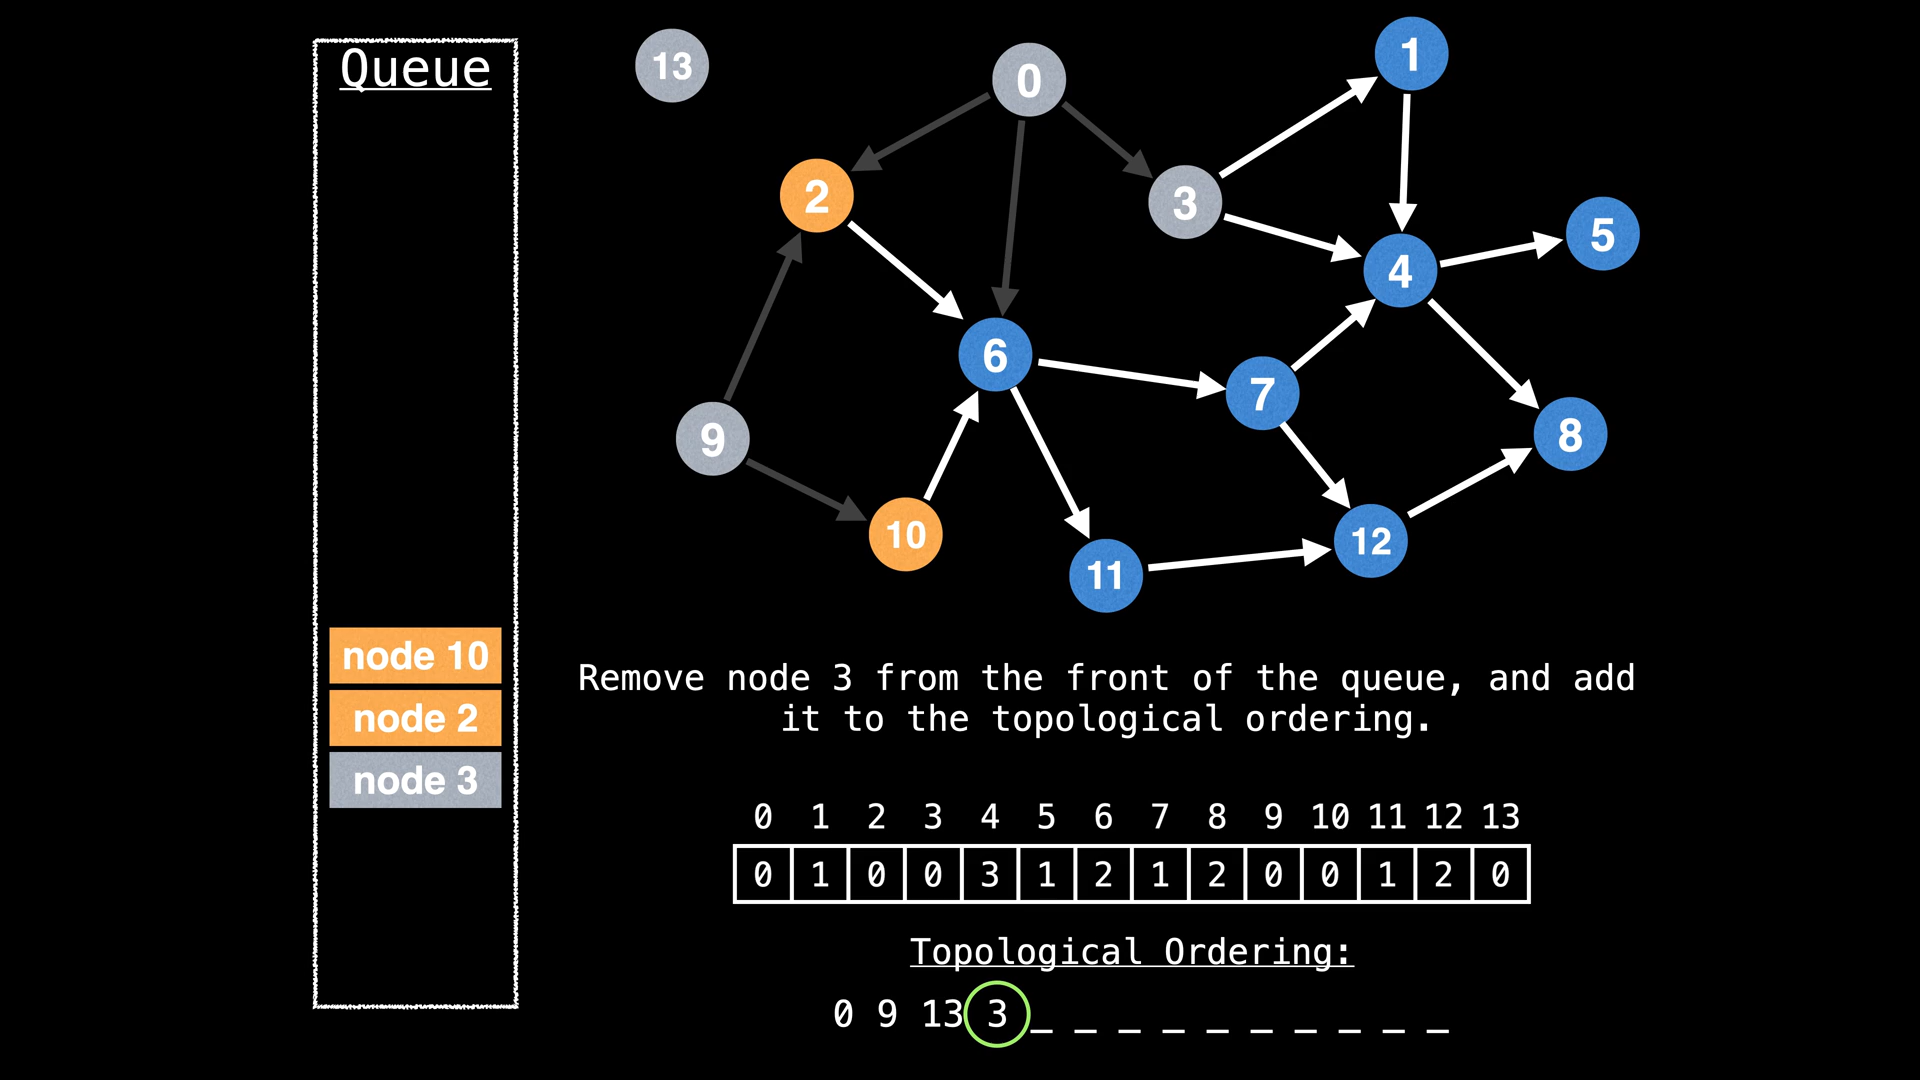 Queue
13
0
1
2
3
5
4
6
7
8
9
10
12
11
node 10
node 2
node 3
Remove node 3 from the front of the queue, and add
it to the topological ordering.
0 1 2 3 4 5 6 7 8 9 10 11 12 13
0 1 0 0 3 1 2 1 2 0 0 1 2 0
Topological Ordering:
0 9 13 3 _ _ _ _ _ _ _ _ _ _